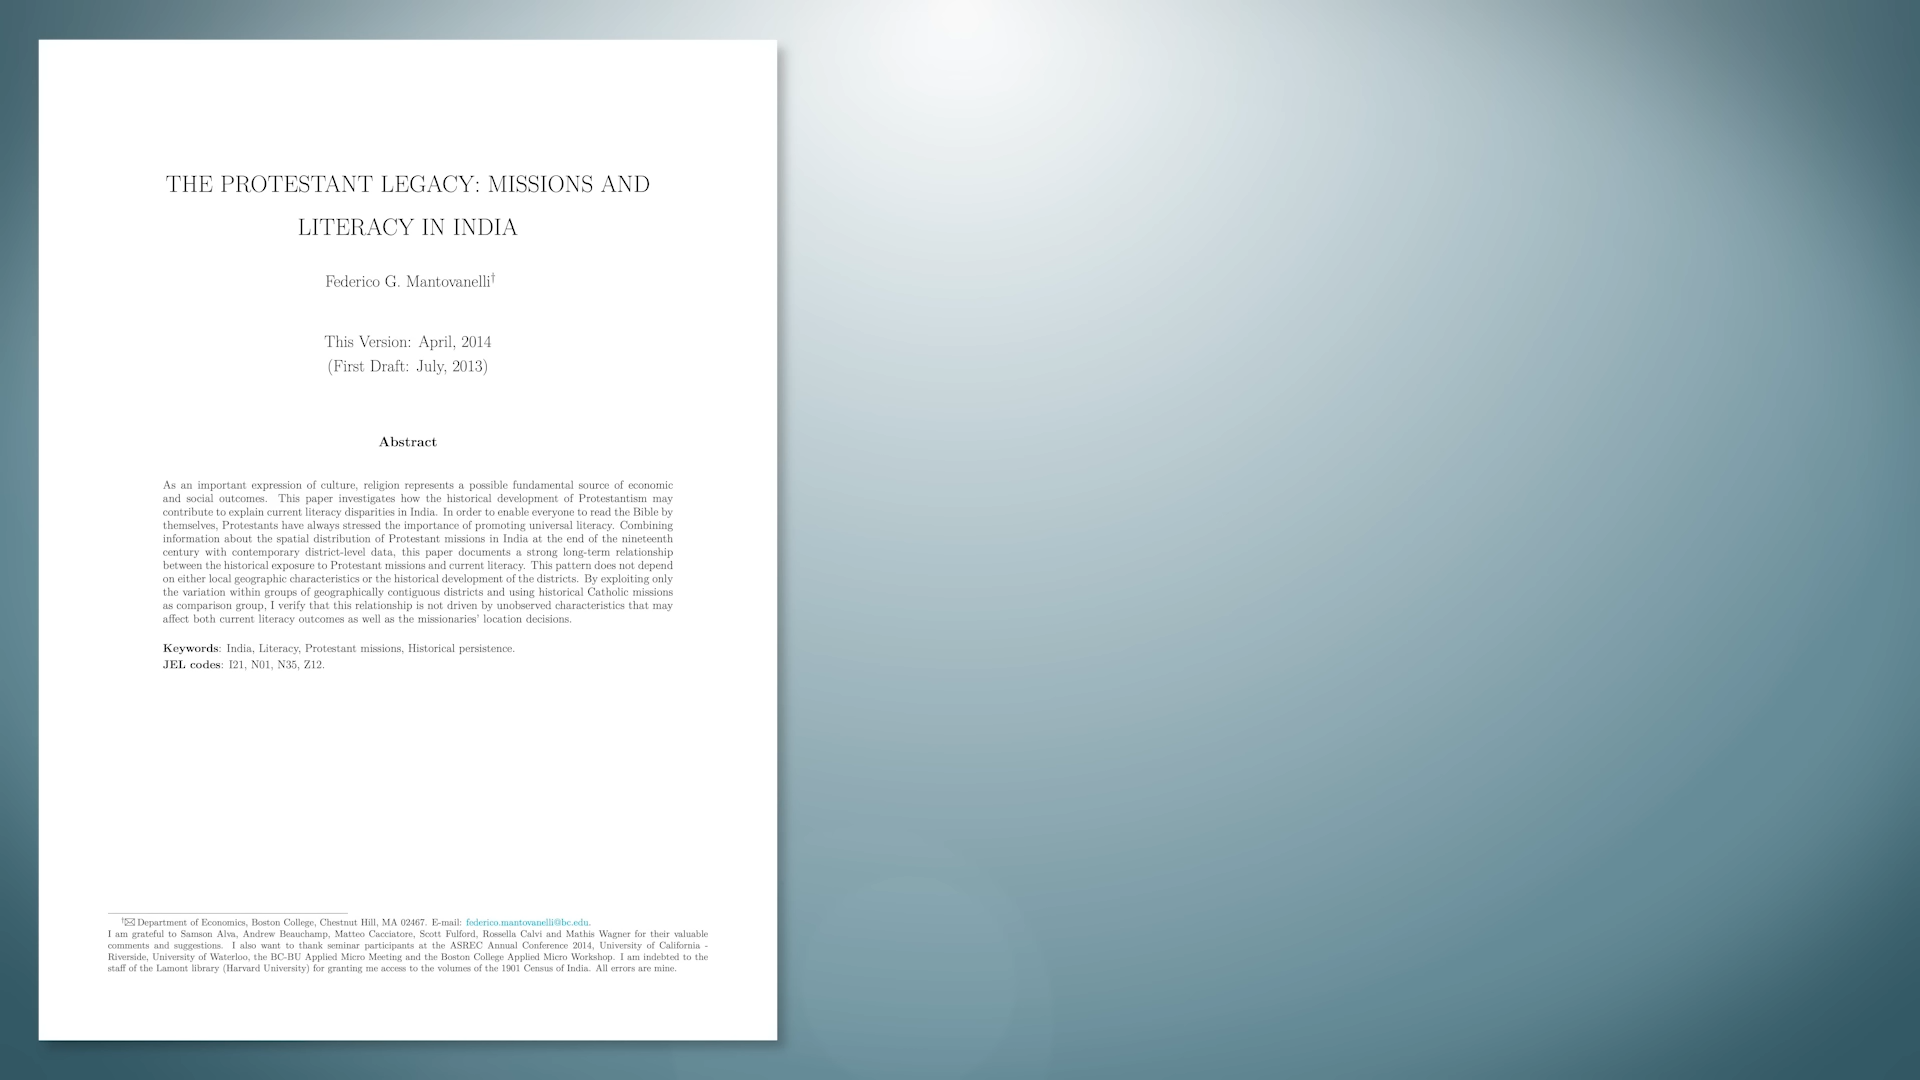 THE PROTESTANT LEGACY: MISSIONS AND
LITERACY IN INDIA
Federico G. Mantovanelli†
This Version: April, 2014
(First Draft: July, 2013)
Abstract
As an important expression of culture, religion represents a possible fundamental source of economic
and social outcomes. This paper investigates how the historical development of Protestantism may
contribute to explain current literacy disparities in India. In order to enable everyone to read the Bible by
themselves, Protestants have always stressed the importance of promoting universal literacy. Combining
information about the spatial distribution of Protestant missions in India at the end of the nineteenth
century with contemporary district-level data, this paper documents a strong long-term relationship
between the historical exposure to Protestant missions and current literacy. This pattern does not depend
on either local geographic characteristics or the historical development of the districts. By exploiting only
the variation within groups of geographically contiguous districts and using historical Catholic missions
as comparison group, I verify that this relationship is not driven by unobserved characteristics that may
affect both current literacy outcomes as well as the missionaries' location decisions.
Keywords: India, Literacy, Protestant missions, Historical persistence.
JEL codes: I21, N01, N35, Z12.
†✉ Department of Economics, Boston College, Chestnut Hill, MA 02467. E-mail: federico.mantovanelli@bc.edu.
I am grateful to Samson Alva, Andrew Beauchamp, Matteo Cacciatore, Scott Fulford, Rossella Calvi and Mathis Wagner for their valuable
comments and suggestions. I also want to thank seminar participants at the ASREC Annual Conference 2014, University of California -
Riverside, University of Waterloo, the BC-BU Applied Micro Meeting and the Boston College Applied Micro Workshop. I am indebted to the
staff of the Lamont library (Harvard University) for granting me access to the volumes of the 1901 Census of India. All errors are mine.